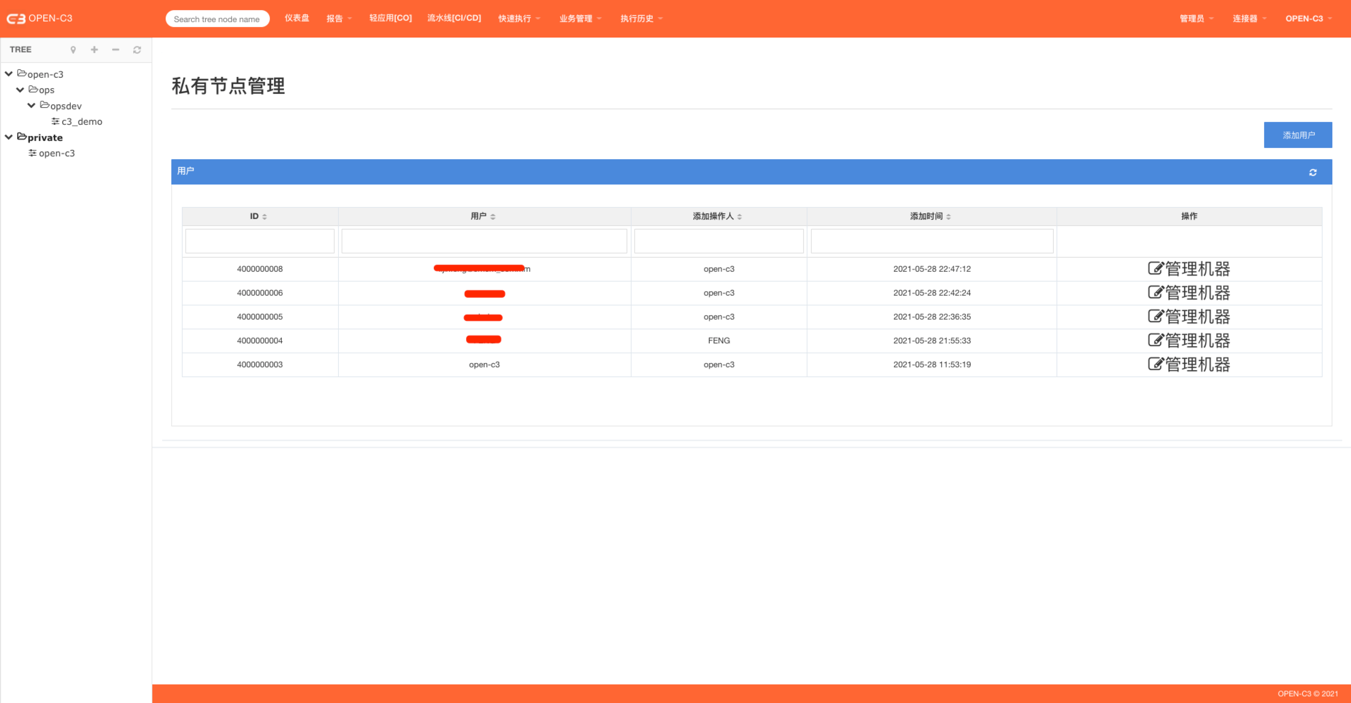 C3 OPEN-C3 Search tree node name 仪表盘 报告 轻应用[CO] 流水线[CI/CD] 快速执行 业务管理 执行历史 管理员 连接器 OPEN-C3
TREE
open-c3
ops
opsdev
c3_demo
private
open-c3
私有节点管理
添加用户
用户
ID 用户 添加操作人 添加时间 操作
4000000008 open-c3 2021-05-28 22:47:12 管理机器
4000000006 open-c3 2021-05-28 22:42:24 管理机器
4000000005 open-c3 2021-05-28 22:36:35 管理机器
4000000004 FENG 2021-05-28 21:55:33 管理机器
4000000003 open-c3 open-c3 2021-05-28 11:53:19 管理机器
OPEN-C3 © 2021